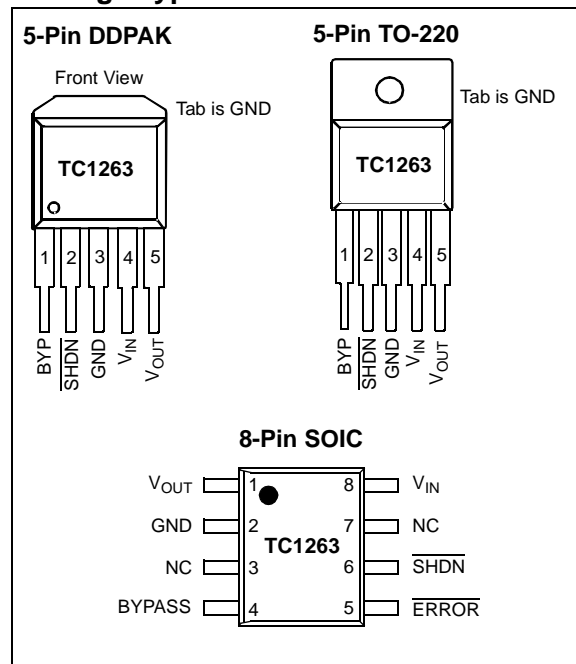 5-Pin DDPAK
Front View
Tab is GND
TC1263
1 2 3 4 5
BYP
SHDN
GND
VIN
VOUT
5-Pin TO-220
Tab is GND
TC1263
1 2 3 4 5
BYP
SHDN
GND
VIN
VOUT
8-Pin SOIC
VOUT 1 8 VIN
GND 2 7 NC
TC1263
NC 3 6 SHDN
BYPASS 4 5 ERROR